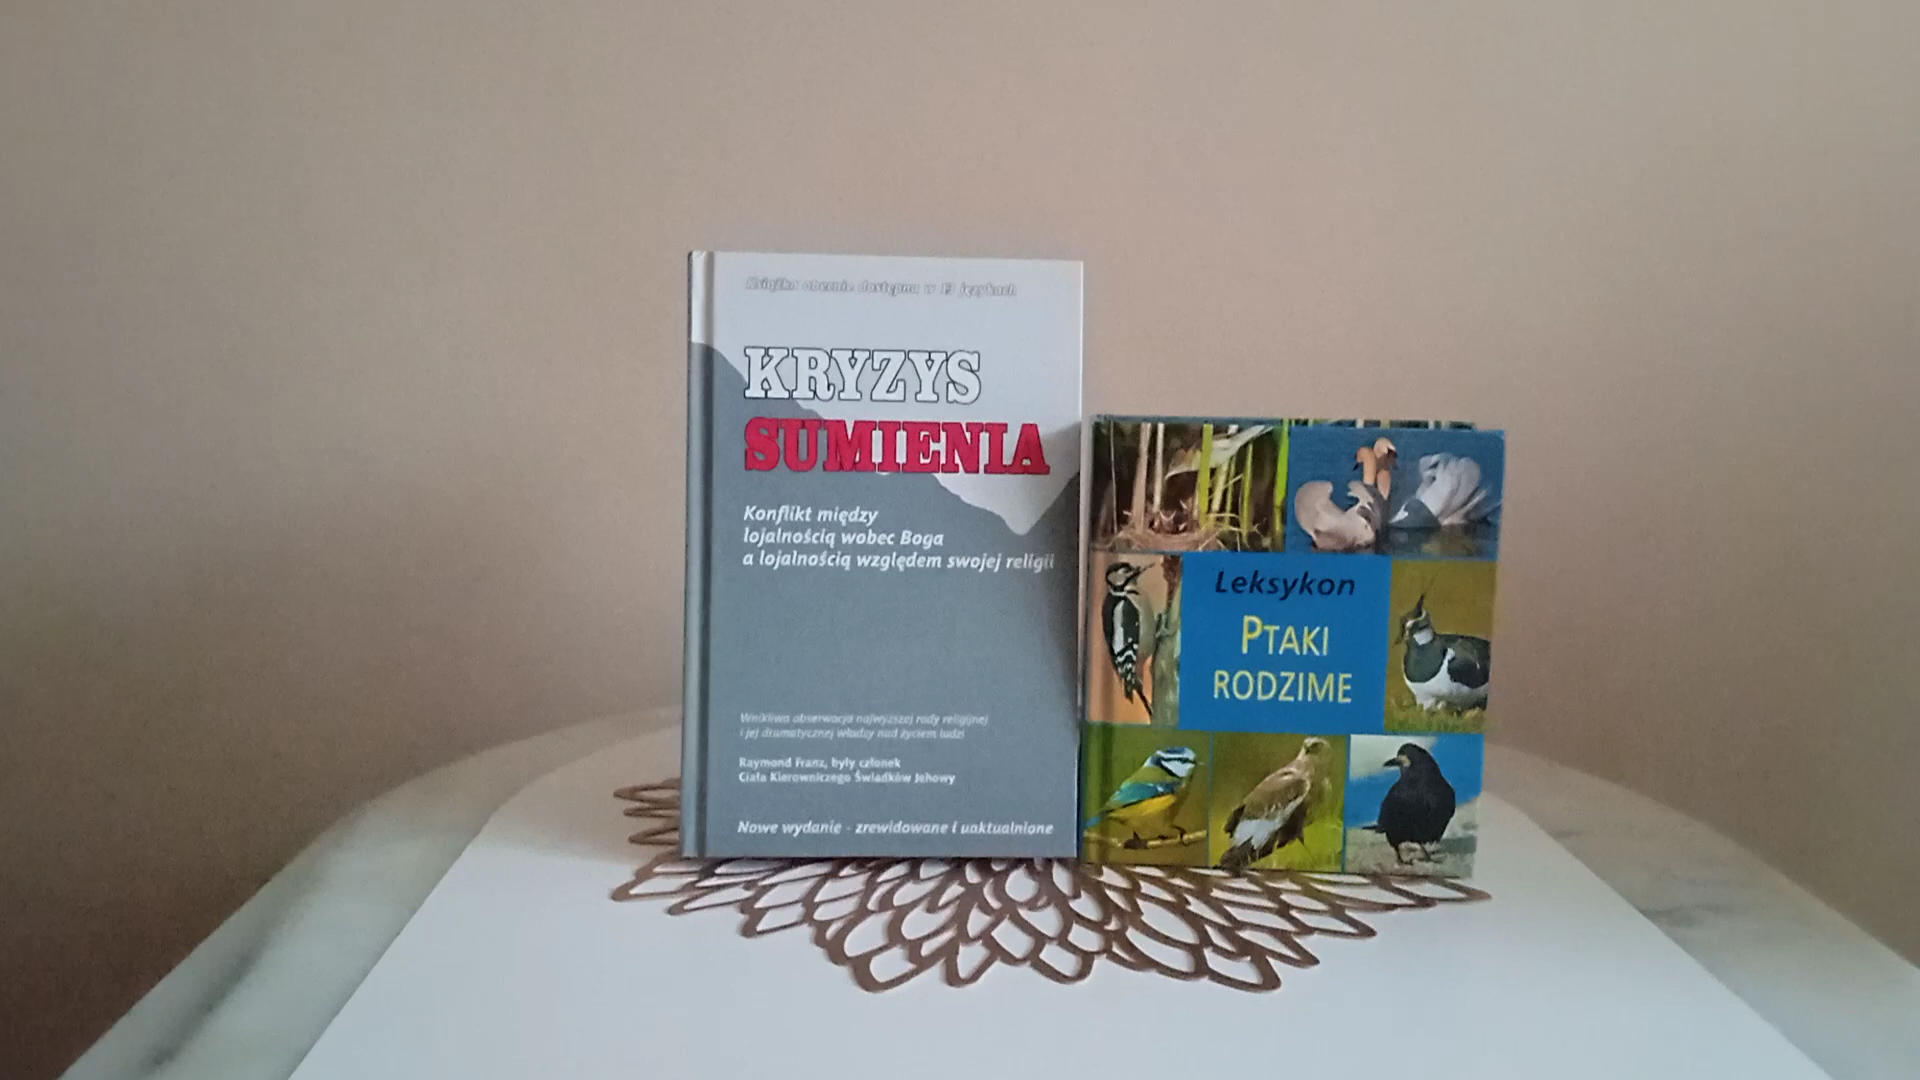 Książka obecnie dostępna w 13 językach
KRYZYS
SUMIENIA
Konflikt między
lojalnością wobec Boga
a lojalnością względem swojej religii
Wnikliwa obserwacja najwyższej rady religijnej
i jej dramatycznej władzy nad życiem ludzi
Raymond Franz, były członek
Ciała Kierowniczego Świadków Jehowy
Nowe wydanie - zrewidowane i uaktualnione
Leksykon
PTAKI
RODZIME